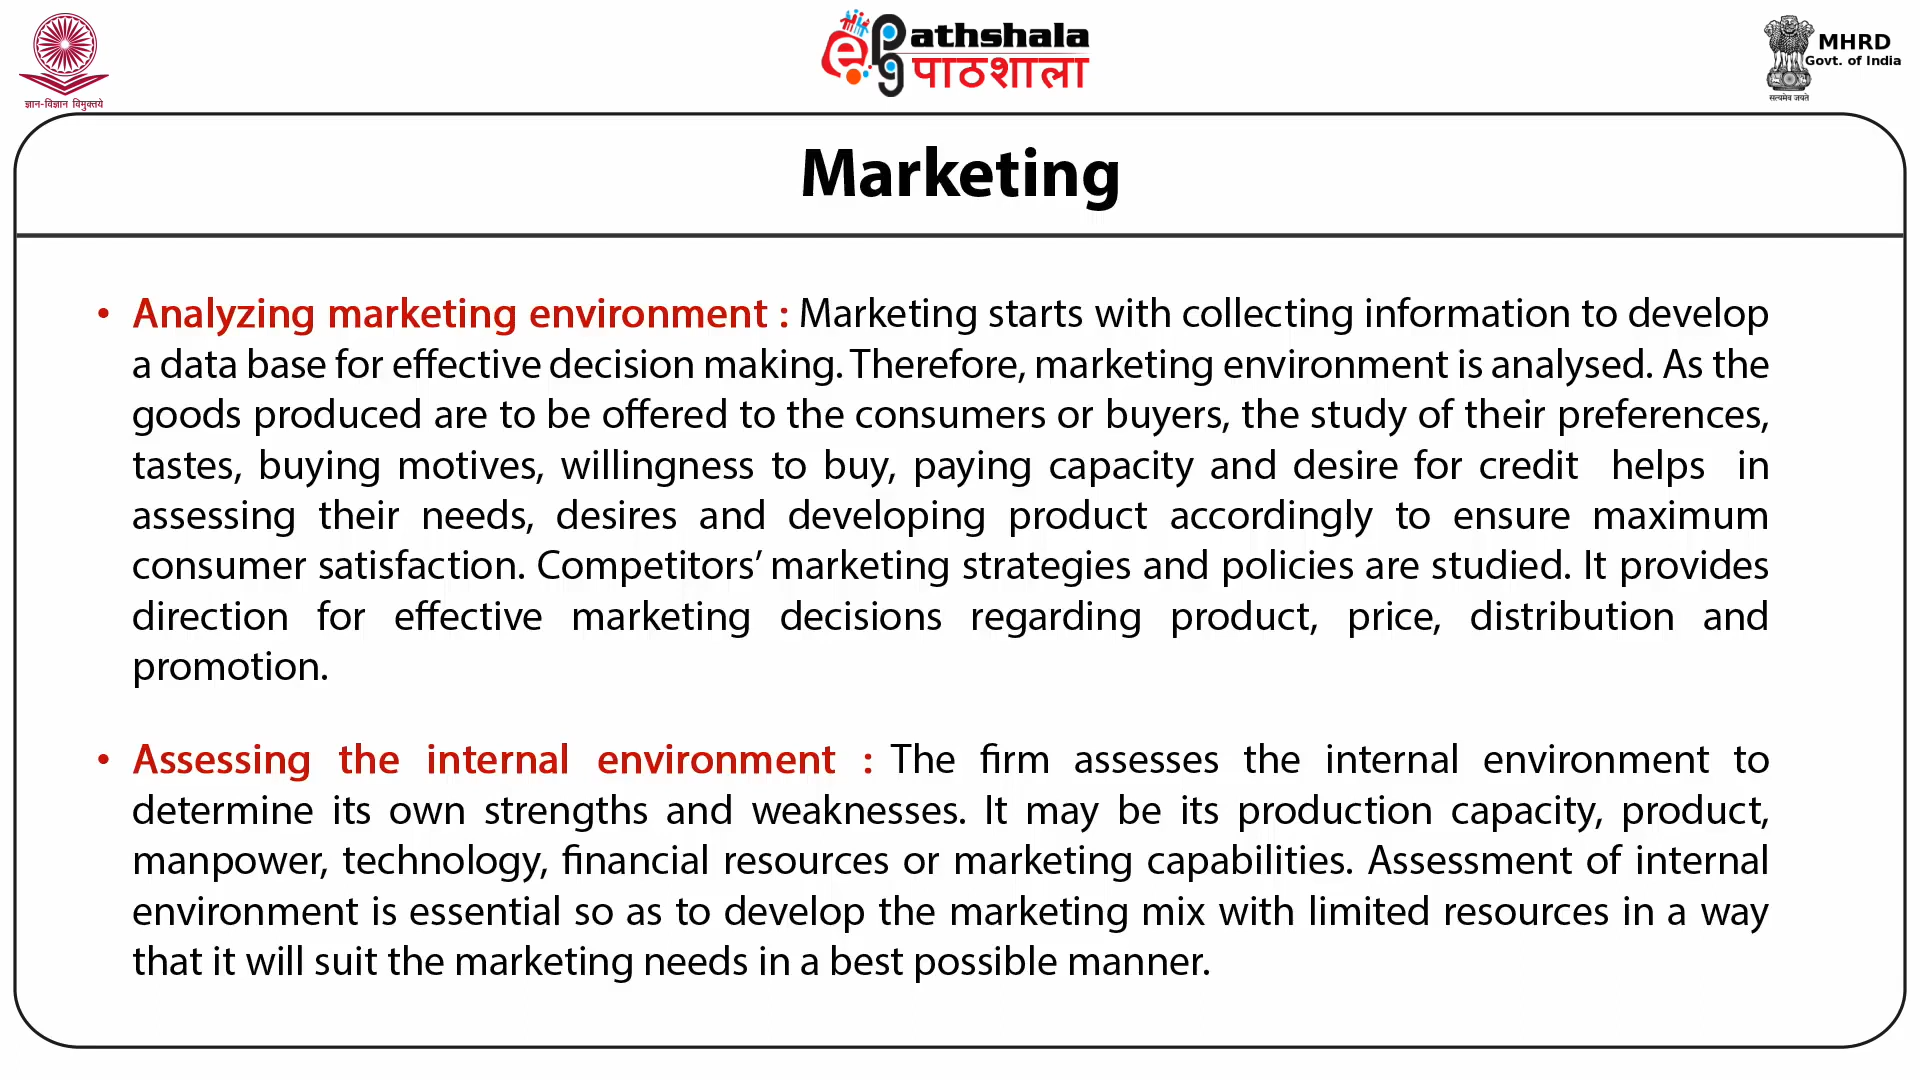 ज्ञान-विज्ञान विमुक्तये
ePathshala
पाठशाला
MHRD
Govt. of India
सत्यमेव जयते
Marketing
• Analyzing marketing environment : Marketing starts with collecting information to develop
a data base for effective decision making. Therefore, marketing environment is analysed. As the
goods produced are to be offered to the consumers or buyers, the study of their preferences,
tastes, buying motives, willingness to buy, paying capacity and desire for credit helps in
assessing their needs, desires and developing product accordingly to ensure maximum
consumer satisfaction. Competitors’ marketing strategies and policies are studied. It provides
direction for effective marketing decisions regarding product, price, distribution and
promotion.
• Assessing the internal environment : The firm assesses the internal environment to
determine its own strengths and weaknesses. It may be its production capacity, product,
manpower, technology, financial resources or marketing capabilities. Assessment of internal
environment is essential so as to develop the marketing mix with limited resources in a way
that it will suit the marketing needs in a best possible manner.